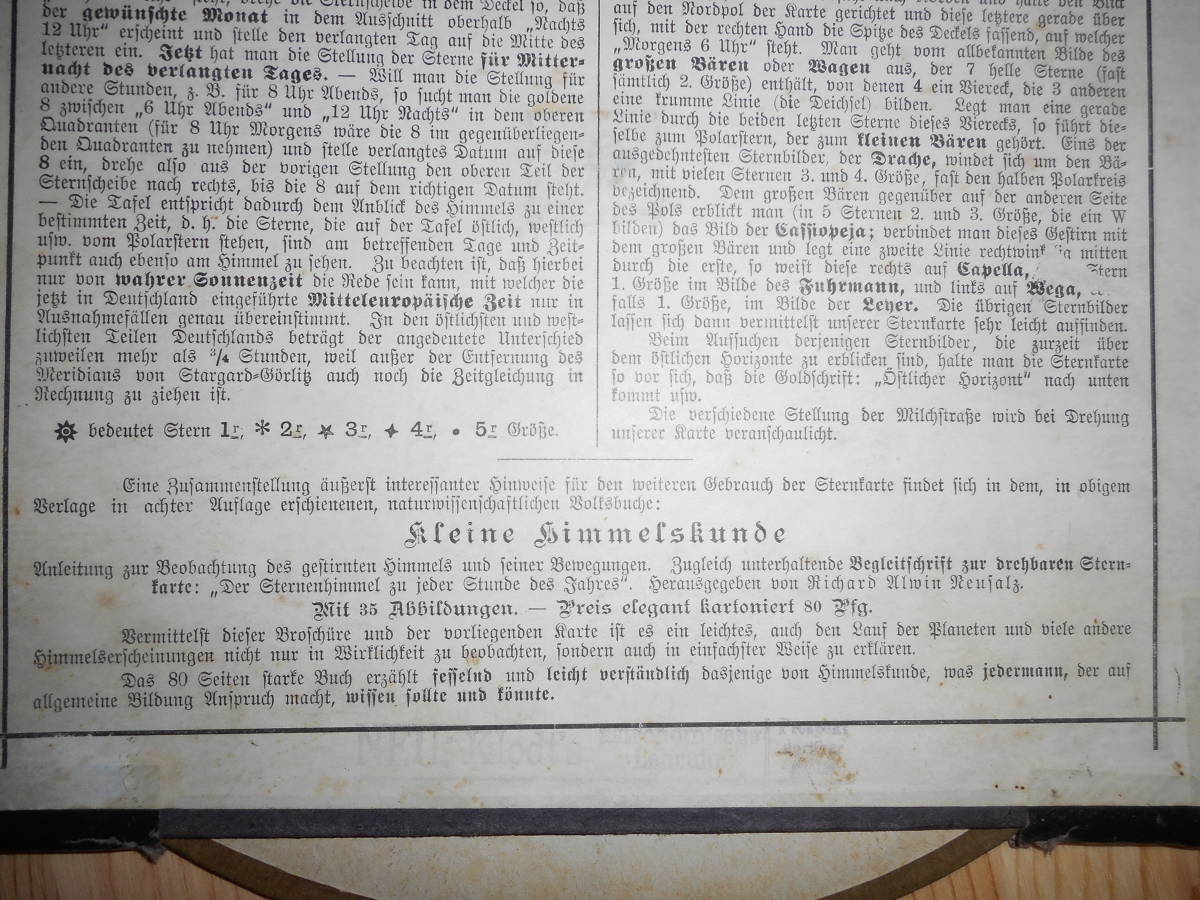 der gewünschte Monat in dem Ausschnitt oberhalb „Nachts
12 Uhr“ erscheint und stelle den verlangten Tag auf die Mitte des
letzteren ein. Jetzt hat man die Stellung der Sterne für Mitter-
nacht des verlangten Tages. — Will man die Stellung für
andere Stunden, z. B. für 8 Uhr Abends, so sucht man die goldene
8 zwischen „6 Uhr Abends“ und „12 Uhr Nachts“ in dem oberen
Quadranten (für 8 Uhr Morgens wäre die 8 im gegenüberliegen-
den Quadranten zu nehmen) und stelle verlangtes Datum auf diese
8 ein, drehe also aus der vorigen Stellung den oberen Teil der
Sternscheibe nach rechts, bis die 8 auf dem richtigen Datum steht.
— Die Tafel entspricht dadurch dem Anblick des Himmels zu einer
bestimmten Zeit, d. h. die Sterne, die auf der Tafel östlich, westlich
usw. vom Polarstern stehen, sind am betreffenden Tage und Zeit-
punkt auch ebenso am Himmel zu sehen. Zu beachten ist, daß hierbei
nur von wahrer Sonnenzeit die Rede sein kann, mit welcher die
jetzt in Deutschland eingeführte Mitteleuropäische Zeit nur in
Ausnahmefällen genau übereinstimmt. In den östlichsten und west-
lichsten Teilen Deutschlands beträgt der angedeutete Unterschied
zuweilen mehr als ¾ Stunden, weil außer der Entfernung des
Meridians von Stargard-Görlitz auch noch die Zeitgleichung in
Rechnung zu ziehen ist.
bedeutet Stern 1r, 2r, 3r, 4r, 5r Größe.
auf den Nordpol der Karte gerichtet und diese letztere gerade über
sich, mit der rechten Hand die Spitze des Deckels fassend, auf welcher
„Morgens 6 Uhr“ steht. Man geht vom allbekannten Bilde des
großen Bären oder Wagen aus, der 7 helle Sterne (fast
sämtlich 2. Größe) enthält, von denen 4 ein Viereck, die 3 anderen
eine krumme Linie (die Deichsel) bilden. Legt man eine gerade
Linie durch die beiden letzten Sterne dieses Vierecks, so führt die-
selbe zum Polarstern, der zum kleinen Bären gehört. Eins der
ausgedehntesten Sternbilder, der Drache, windet sich um den Bä-
ren, mit vielen Sternen 3. und 4. Größe, fast den halben Polarkreis
bezeichnend. Dem großen Bären gegenüber auf der anderen Seite
des Pols erblickt man (in 5 Sternen 2. und 3. Größe, die ein W
bilden) das Bild der Cassiopeja; verbindet man dieses Gestirn mit
dem großen Bären und legt eine zweite Linie rechtwink mitten
durch die erste, so weist diese rechts auf Capella, Stern
1. Größe im Bilde des Fuhrmann, und links auf Wega,
falls 1. Größe, im Bilde der Leyer. Die übrigen Sternbilder
lassen sich dann vermittelst unserer Sternkarte sehr leicht auffinden.
Beim Aufsuchen derjenigen Sternbilder, die zurzeit über
dem östlichen Horizonte zu erblicken sind, halte man die Sternkarte
so vor sich, daß die Goldschrift: „Östlicher Horizont“ nach unten
kommt usw.
Die verschiedene Stellung der Milchstraße wird bei Drehung
unserer Karte veranschaulicht.
Eine Zusammenstellung äußerst interessanter Hinweise für den weiteren Gebrauch der Sternkarte findet sich in dem, in obigem
Verlage in achter Auflage erschienenen, naturwissenschaftlichen Volksbuche:
Kleine Himmelskunde
Anleitung zur Beobachtung des gestirnten Himmels und seiner Bewegungen. Zugleich unterhaltende Begleitschrift zur drehbaren Stern-
karte: „Der Sternenhimmel zu jeder Stunde des Jahres“. Herausgegeben von Richard Alwin Neusalz.
Mit 35 Abbildungen. — Preis elegant kartoniert 80 Pfg.
Vermittelst dieser Broschüre und der vorliegenden Karte ist es ein leichtes, auch den Lauf der Planeten und viele andere
Himmelserscheinungen nicht nur in Wirklichkeit zu beobachten, sondern auch in einfachster Weise zu erklären.
Das 80 Seiten starke Buch erzählt fesselnd und leicht verständlich dasjenige von Himmelskunde, was jedermann, der auf
allgemeine Bildung Anspruch macht, wissen sollte und könnte.